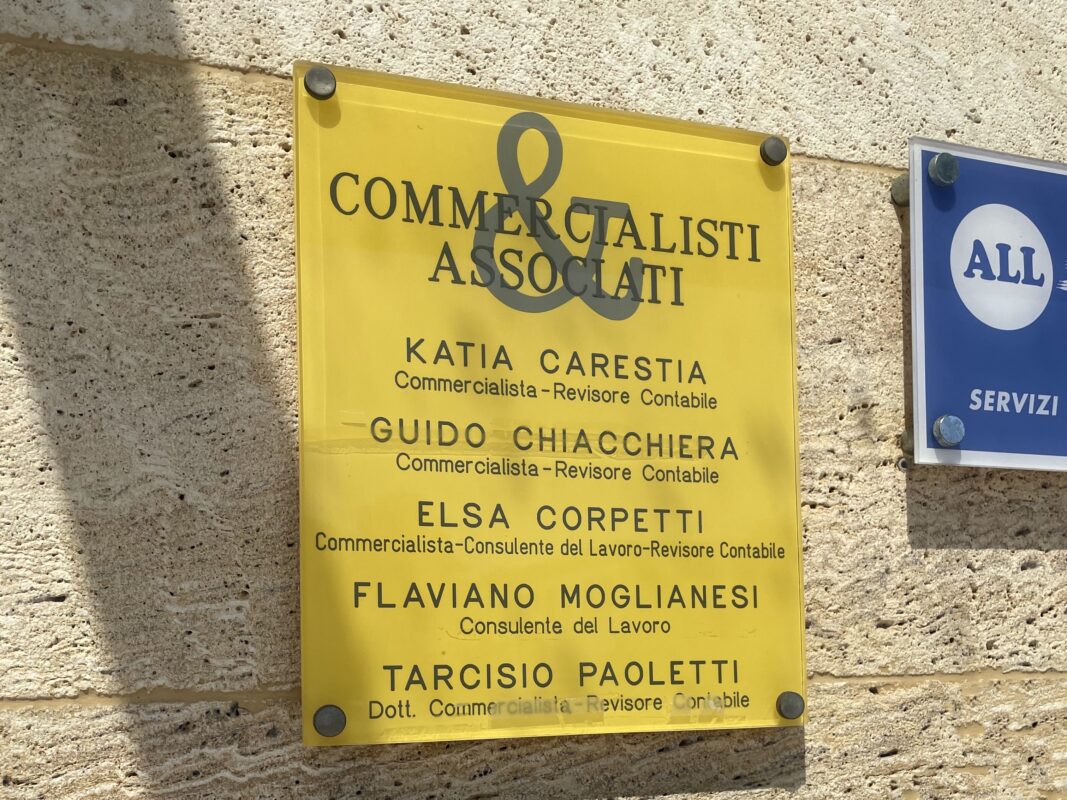 &
COMMERCIALISTI
ASSOCIATI
KATIA CARESTIA
Commercialista-Revisore Contabile
GUIDO CHIACCHIERA
Commercialista-Revisore Contabile
ELSA CORPETTI
Commercialista-Consulente del Lavoro-Revisore Contabile
FLAVIANO MOGLIANESI
Consulente del Lavoro
TARCISIO PAOLETTI
Dott. Commercialista-Revisore Contabile
ALL
SERVIZI